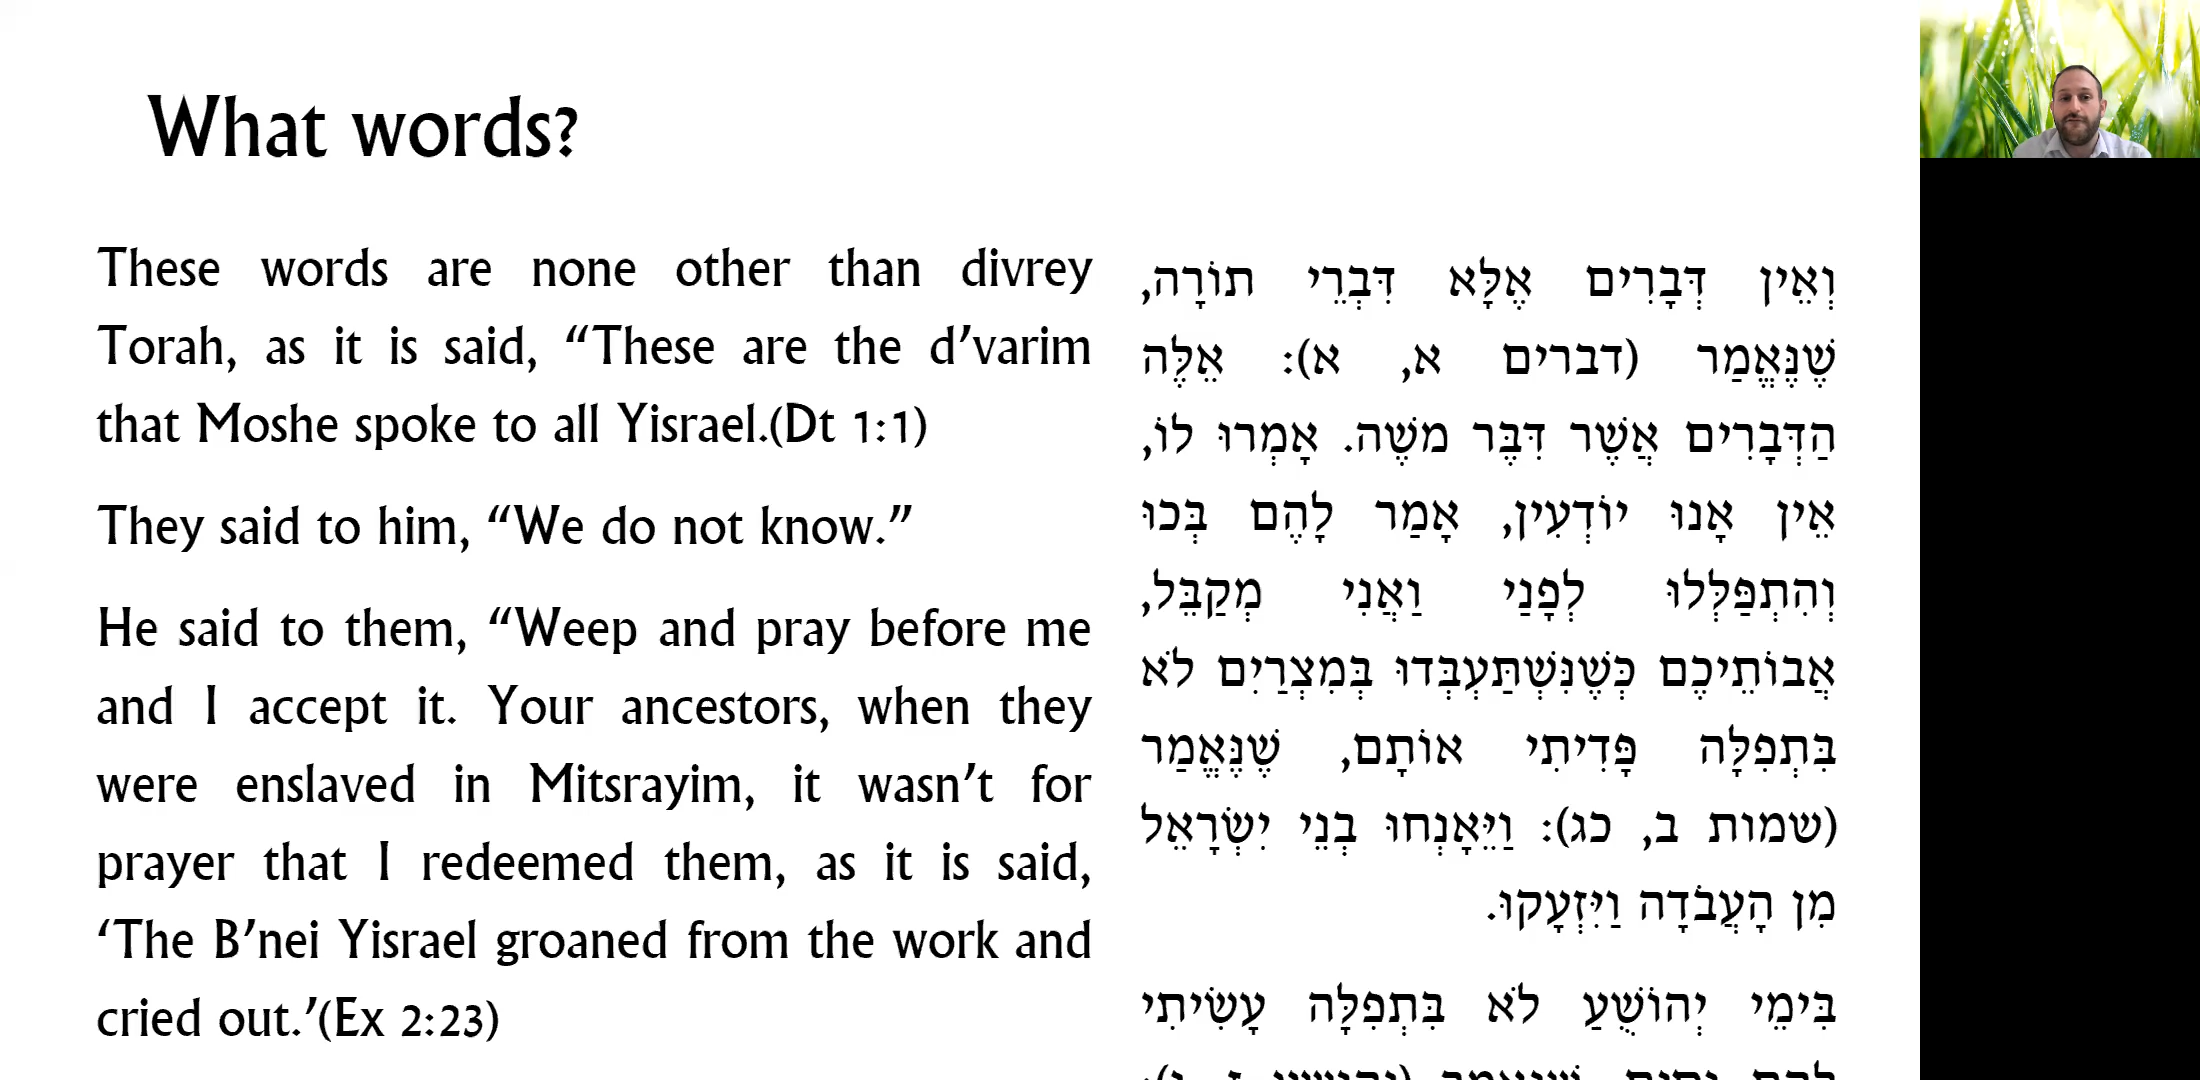 What words?
These words are none other than divrey
Torah, as it is said, “These are the d’varim
that Moshe spoke to all Yisrael.(Dt 1:1)
They said to him, “We do not know.”
He said to them, “Weep and pray before me
and I accept it. Your ancestors, when they
were enslaved in Mitsrayim, it wasn’t for
prayer that I redeemed them, as it is said,
‘The B’nei Yisrael groaned from the work and
cried out.’(Ex 2:23)
וְאֵין דְּבָרִים אֶלָּא דִּבְרֵי תוֹרָה,
שֶׁנֶּאֱמַר (דברים א, א): אֵלֶּה
הַדְּבָרִים אֲשֶׁר דִּבֶּר משֶׁה. אָמְרוּ לוֹ,
אֵין אָנוּ יוֹדְעִין, אָמַר לָהֶם בְּכוּ
וְהִתְפַּלְּלוּ לְפָנַי וַאֲנִי מְקַבֵּל,
אֲבוֹתֵיכֶם כְּשֶׁנִּשְׁתַּעְבְּדוּ בְּמִצְרַיִם לֹא
בִּתְפִלָּה פָּדִיתִי אוֹתָם, שֶׁנֶּאֱמַר
(שמות ב, כג): וַיֵּאָנְחוּ בְנֵי יִשְׂרָאֵל
מִן הָעֲבֹדָה וַיִּזְעָקוּ.
בִּימֵי יְהוֹשֻׁעַ לֹא בִּתְפִלָּה עָשִׂיתִי